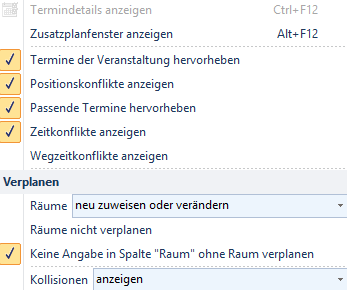 Termindetails anzeigen Ctrl+F12
Zusatzplanfenster anzeigen Alt+F12
Termine der Veranstaltung hervorheben
Positionskonflikte anzeigen
Passende Termine hervorheben
Zeitkonflikte anzeigen
Wegzeitkonflikte anzeigen
Verplanen
Räume neu zuweisen oder verändern
Räume nicht verplanen
Keine Angabe in Spalte "Raum" ohne Raum verplanen
Kollisionen anzeigen